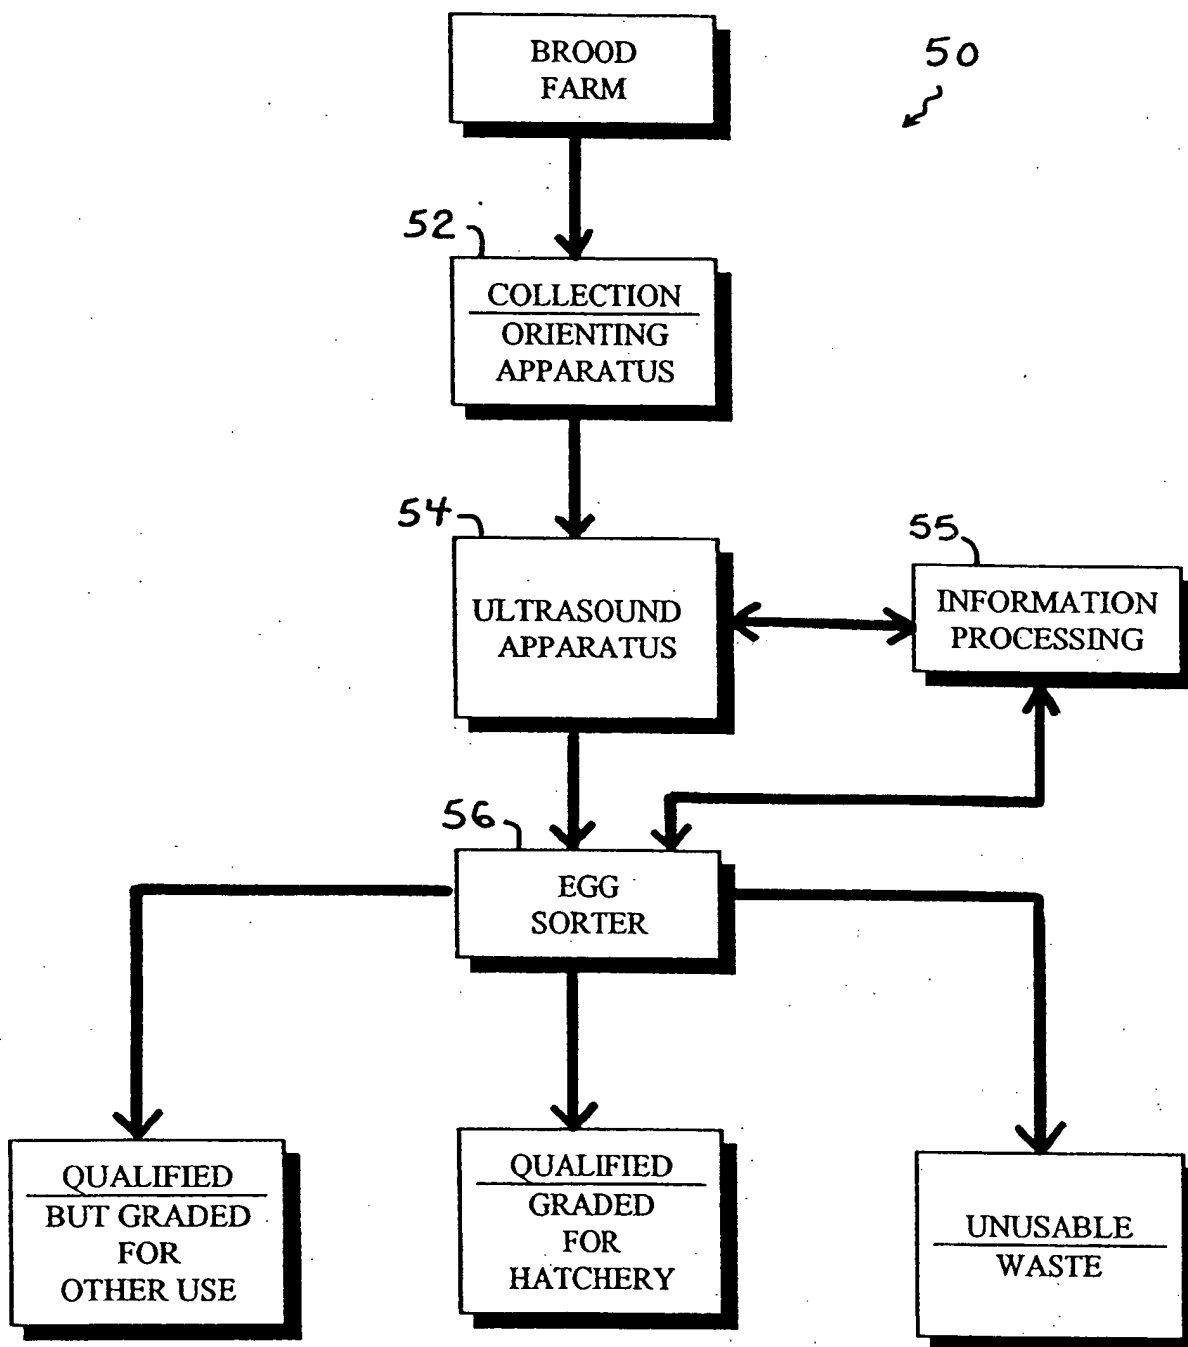 BROOD
FARM
50
52
COLLECTION
ORIENTING
APPARATUS
54
ULTRASOUND
APPARATUS
55
INFORMATION
PROCESSING
56
EGG
SORTER
QUALIFIED
BUT GRADED
FOR
OTHER USE
QUALIFIED
GRADED
FOR
HATCHERY
UNUSABLE
WASTE